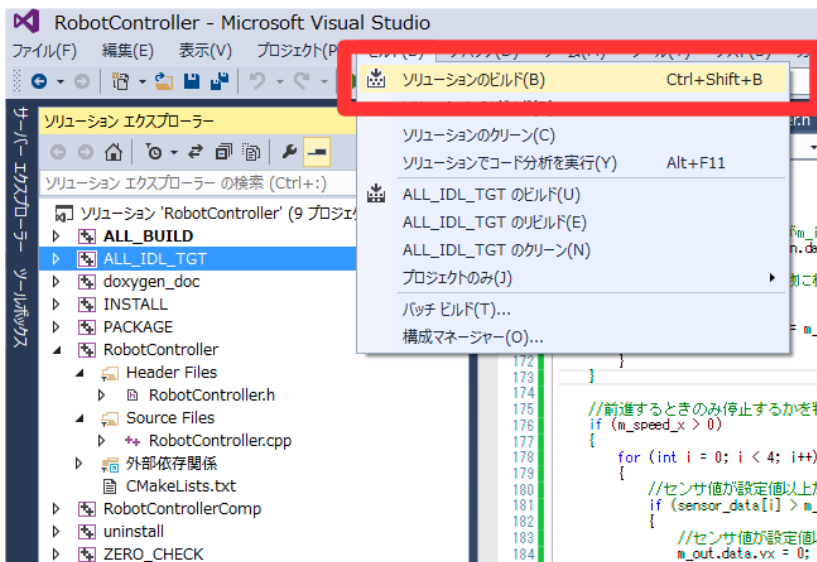 RobotController - Microsoft Visual Studio
ファイル(F) 編集(E) 表示(V) プロジェクト(P
ソリューションのビルド(B) Ctrl+Shift+B
ソリューションのクリーン(C)
ソリューションでコード分析を実行(Y) Alt+F11
ALL_IDL_TGT のビルド(U)
ALL_IDL_TGT のリビルド(E)
ALL_IDL_TGT のクリーン(N)
プロジェクトのみ(J)
バッチ ビルド(T)...
構成マネージャー(O)...
サーバー エクスプローラー
ツールボックス
ソリューション エクスプローラー
ソリューション エクスプローラー の検索 (Ctrl+:)
ソリューション 'RobotController' (9 プロジェ
ALL_BUILD
ALL_IDL_TGT
doxygen_doc
INSTALL
PACKAGE
RobotController
Header Files
RobotController.h
Source Files
RobotController.cpp
外部依存関係
CMakeLists.txt
RobotControllerComp
uninstall
ZERO_CHECK
172 }
173 }
174
175 //前進するときのみ停止するかを
176 if (m_speed_x > 0)
177 {
178 for (int i = 0; i < 4; i++)
179 {
180 //センサ値が設定値以上
181 if (sensor_data[i] > m_
182 {
183 //センサ値が設定値
184 m_out.data.vx = 0;